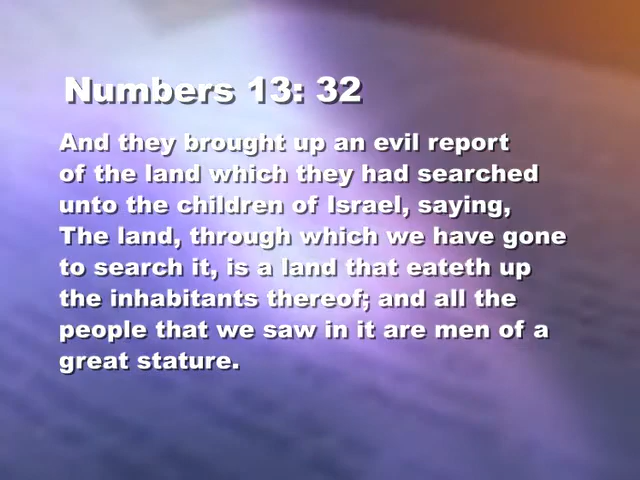 Numbers 13: 32
And they brought up an evil report
of the land which they had searched
unto the children of Israel, saying,
The land, through which we have gone
to search it, is a land that eateth up
the inhabitants thereof; and all the
people that we saw in it are men of a
great stature.